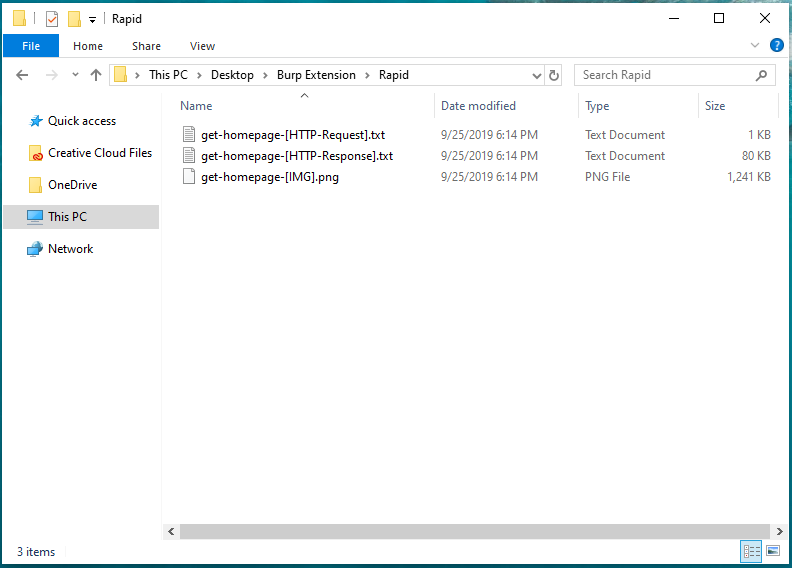 Rapid
File Home Share View
This PC Desktop Burp Extension Rapid Search Rapid
Name Date modified Type Size
Quick access
Creative Cloud Files
OneDrive
This PC
Network
get-homepage-[HTTP-Request].txt 9/25/2019 6:14 PM Text Document 1 KB
get-homepage-[HTTP-Response].txt 9/25/2019 6:14 PM Text Document 80 KB
get-homepage-[IMG].png 9/25/2019 6:14 PM PNG File 1,241 KB
3 items